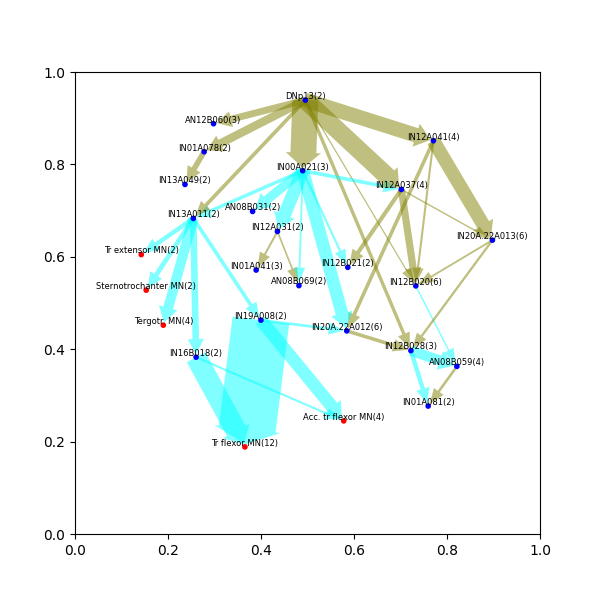 1.0
DNp13(2)
AN12B060(3)
IN12A041(4)
IN01A078(2)
0.8
IN00A021(3)
IN13A049(2)
IN12A037(4)
AN08B031(2)
IN13A011(2)
IN12A031(2)
IN20A.22A013(6)
Tr extensor MN(2)
0.6
IN01A041(3)
IN12B021(2)
AN08B069(2)
IN12B020(6)
Sternotrochanter MN(2)
Tergotr. MN(4)
IN19A008(2)
IN20A.22A012(6)
0.4
IN16B018(2)
IN12B028(3)
AN08B059(4)
IN01A081(2)
Acc. tr flexor MN(4)
0.2
Tr flexor MN(12)
0.0
0.0 0.2 0.4 0.6 0.8 1.0